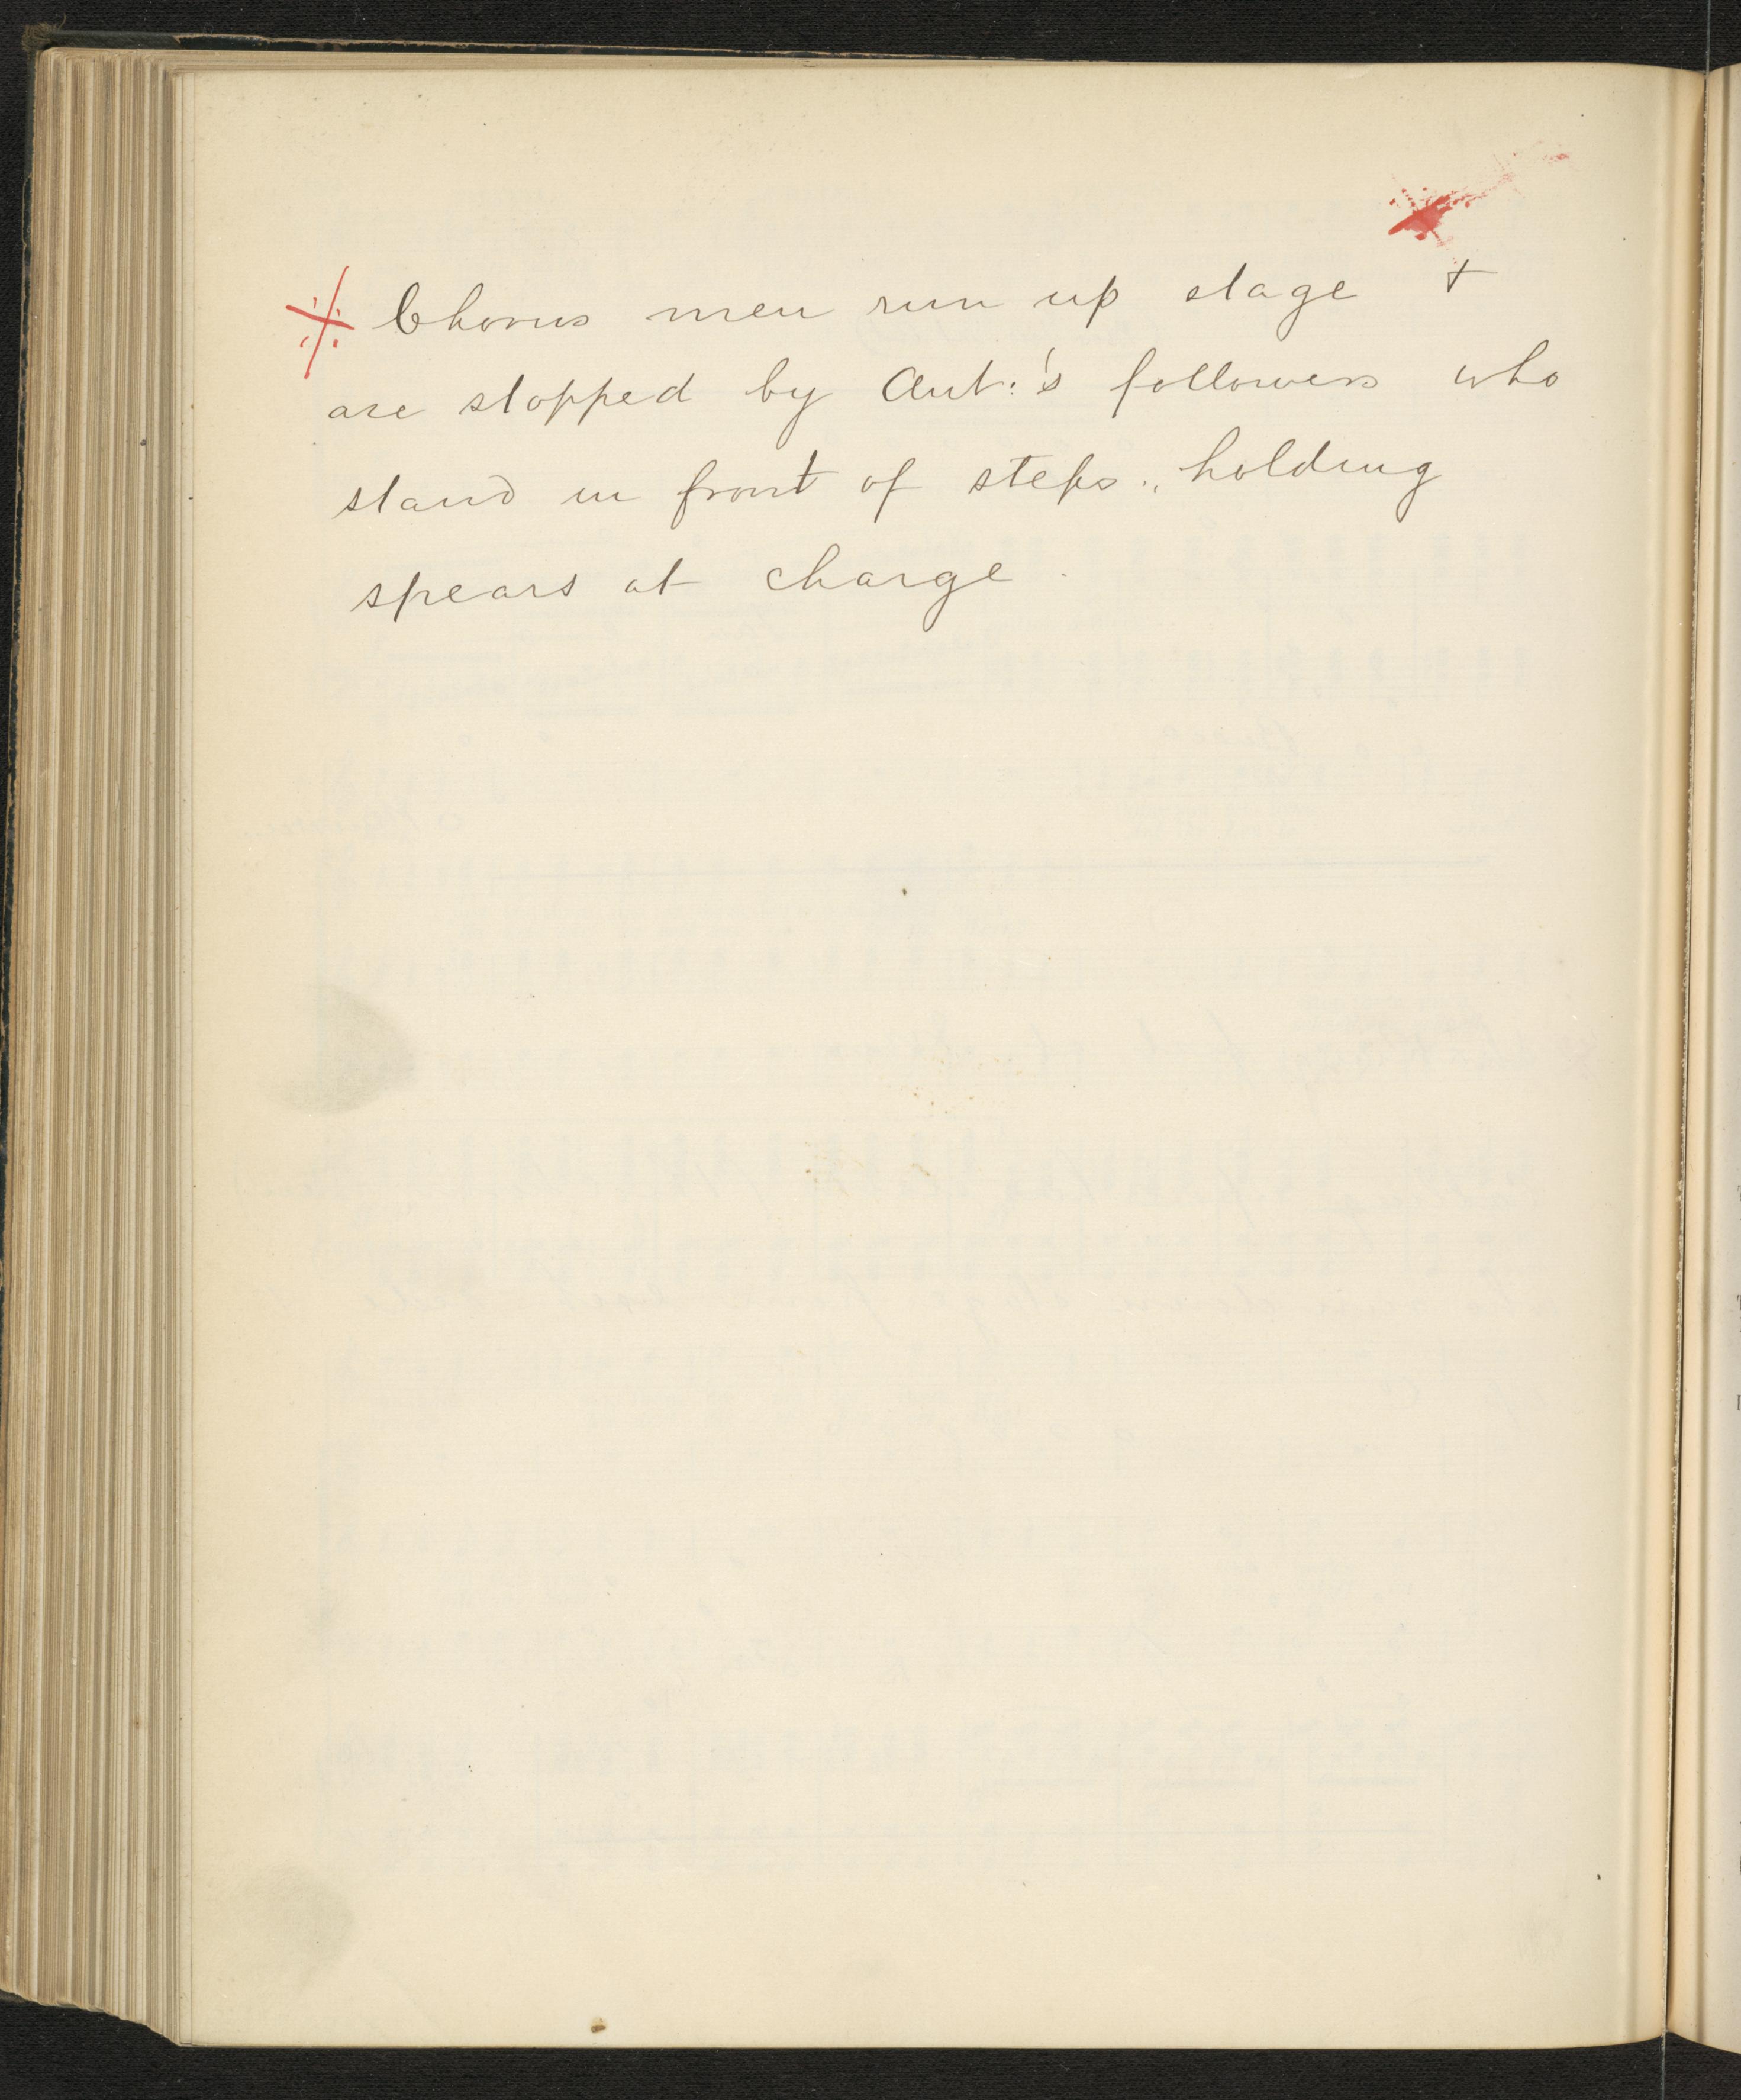 ※ Chorus men run up stage +
are stopped by Ant:'s followers who
stand in front of steps., holding
spears at charge.